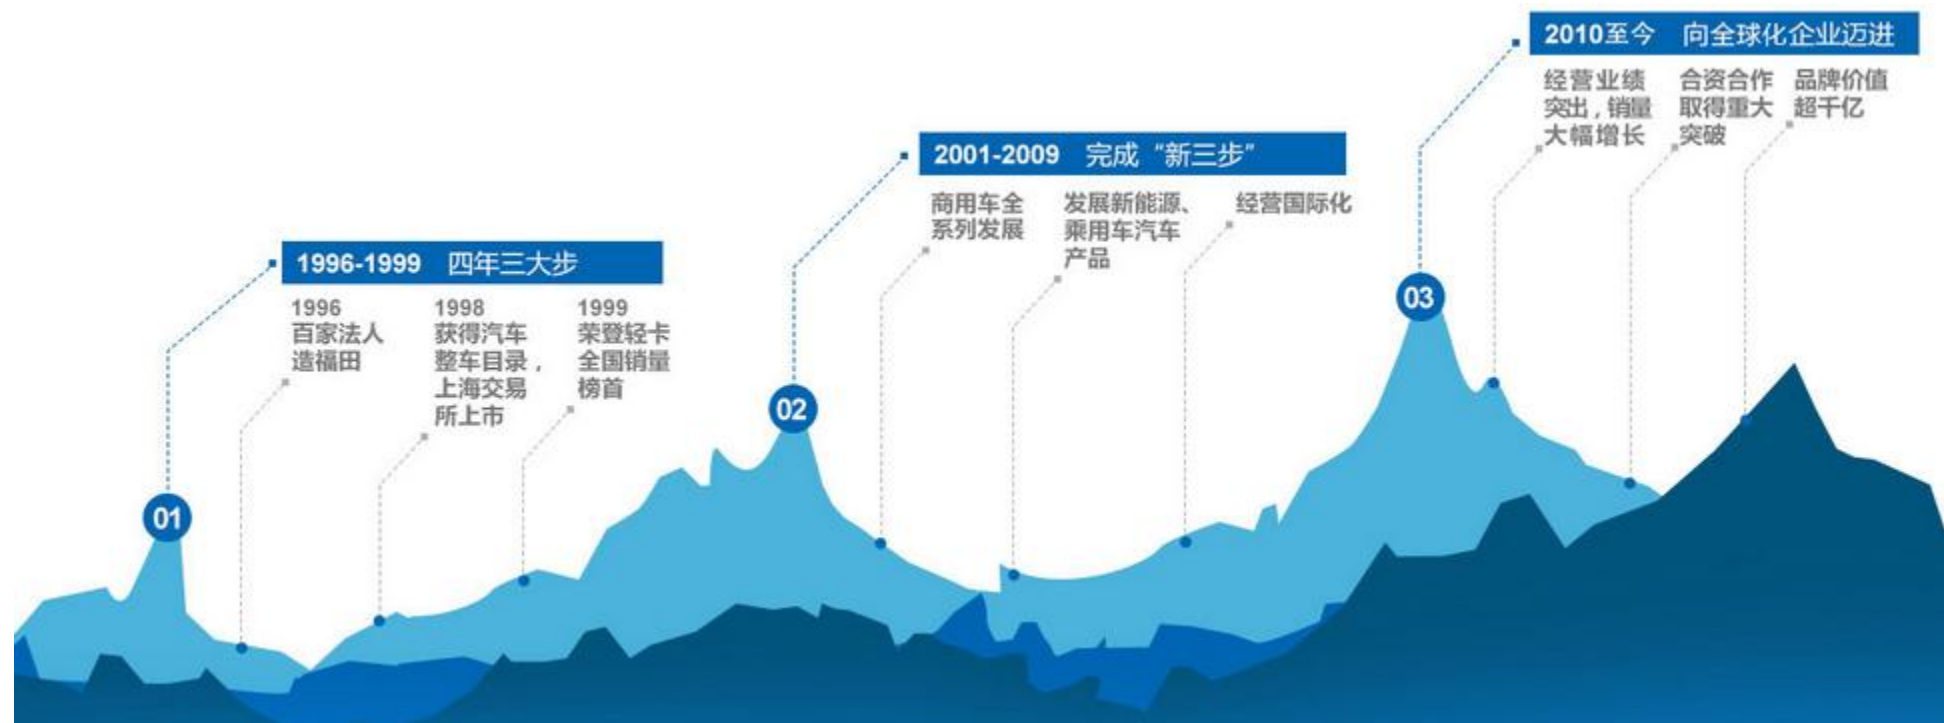 2010至今 向全球化企业迈进
经营业绩
突出，销量
大幅增长
合资合作
取得重大
突破
品牌价值
超千亿
03
2001-2009 完成“新三步”
商用车全
系列发展
发展新能源、
乘用车汽车
产品
经营国际化
02
1996-1999 四年三大步
1996
百家法人
造福田
1998
获得汽车
整车目录，
上海交易
所上市
1999
荣登轻卡
全国销量
榜首
01